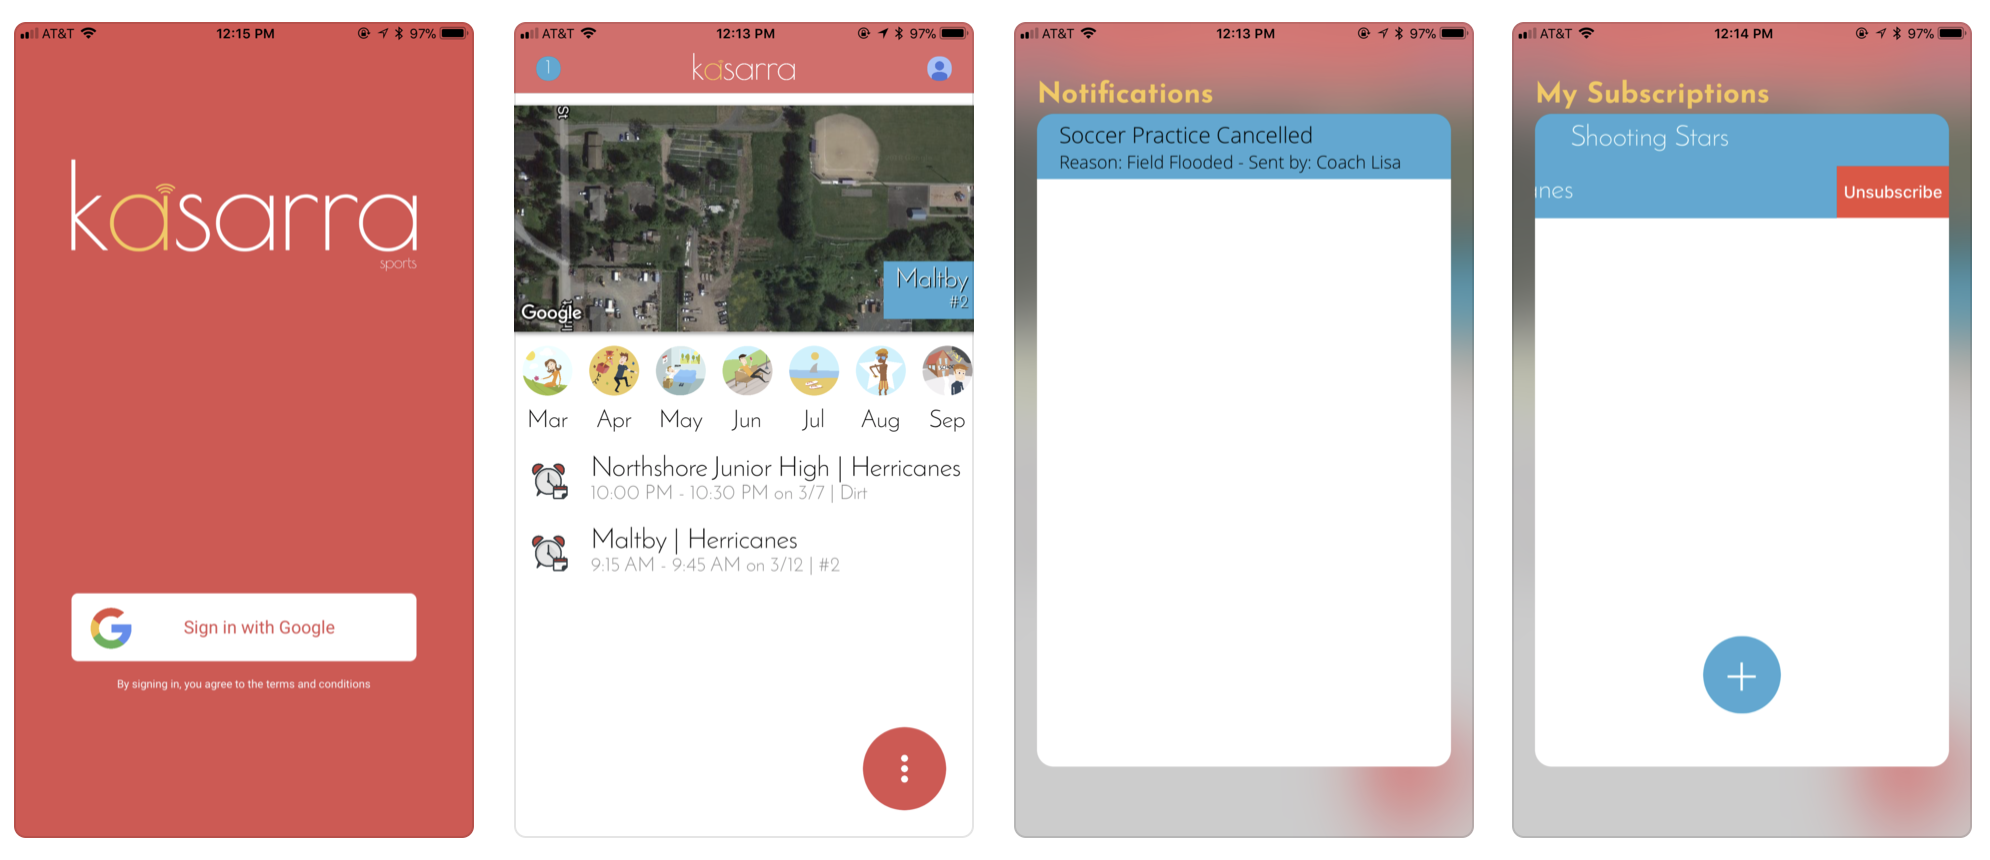 AT&T 12:15 PM 97%
kasarra
sports
Sign in with Google
By signing in, you agree to the terms and conditions
AT&T 12:13 PM 97%
1 kasarra
St
Maltby
#2
Google
Mar Apr May Jun Jul Aug Sep
Northshore Junior High | Herricanes
10:00 PM - 10:30 PM on 3/7 | Dirt
Maltby | Herricanes
9:15 AM - 9:45 AM on 3/12 | #2
AT&T 12:13 PM 97%
Notifications
Soccer Practice Cancelled
Reason: Field Flooded - Sent by: Coach Lisa
AT&T 12:14 PM 97%
My Subscriptions
Shooting Stars
anes Unsubscribe